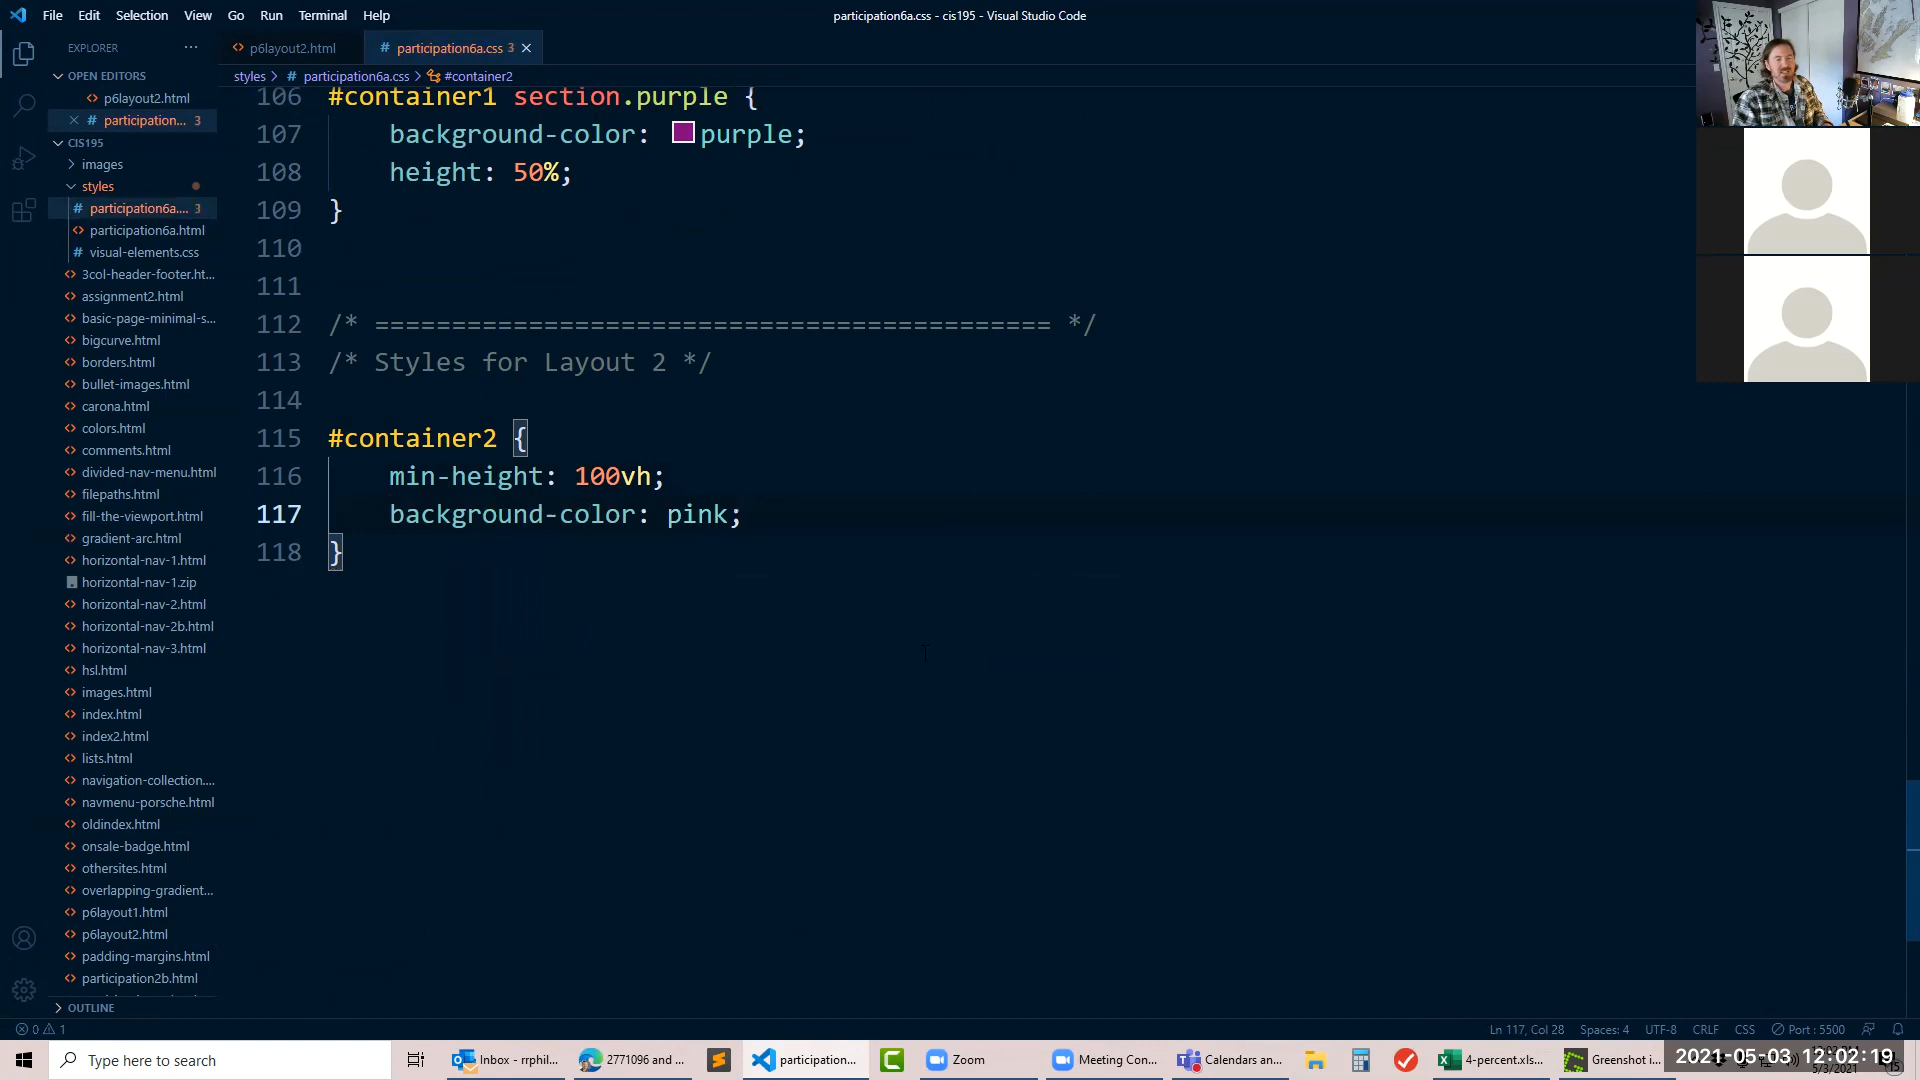 File Edit Selection View Go Run Terminal Help
participation6a.css - cis195 - Visual Studio Code
EXPLORER ...
OPEN EDITORS
p6layout2.html
participation... 3
CIS195
images
styles
participation6a.... 3
participation6a.html
visual-elements.css
3col-header-footer.ht...
assignment2.html
basic-page-minimal-s...
bigcurve.html
borders.html
bullet-images.html
carona.html
colors.html
comments.html
divided-nav-menu.html
filepaths.html
fill-the-viewport.html
gradient-arc.html
horizontal-nav-1.html
horizontal-nav-1.zip
horizontal-nav-2.html
horizontal-nav-2b.html
horizontal-nav-3.html
hsl.html
images.html
index.html
index2.html
lists.html
navigation-collection....
navmenu-porsche.html
oldindex.html
onsale-badge.html
othersites.html
overlapping-gradient...
p6layout1.html
p6layout2.html
padding-margins.html
participation2b.html
OUTLINE
p6layout2.html # participation6a.css 3
styles > # participation6a.css > #container2
106 #container1 section.purple {
107 background-color: purple;
108 height: 50%;
109 }
110
111
112 /* ============================================ */
113 /* Styles for Layout 2 */
114
115 #container2 {
116 min-height: 100vh;
117 background-color: pink;
118 }
0 1 Ln 117, Col 28 Spaces: 4 UTF-8 CRLF CSS Port : 5500
Type here to search Inbox - rrphil... 2771096 and ... participation... Zoom Meeting Con... Calendars an... 4-percent.xls... Greenshot i...
2021-05-03 12:02:19
5/3/2021